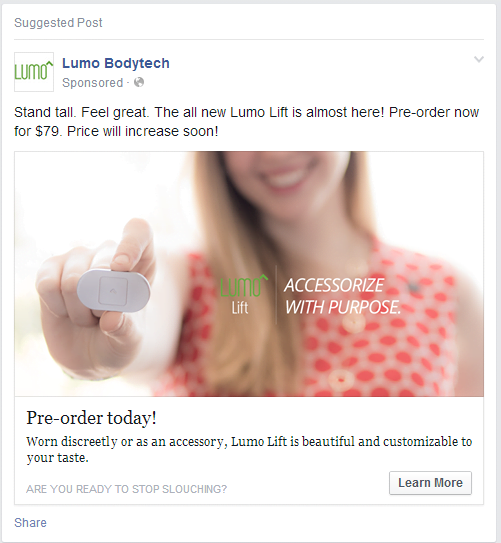 Suggested Post
LUMO
Lumo Bodytech
Sponsored ·
Stand tall. Feel great. The all new Lumo Lift is almost here! Pre-order now
for $79. Price will increase soon!
LUMO
Lift
ACCESSORIZE
WITH PURPOSE.
Pre-order today!
Worn discreetly or as an accessory, Lumo Lift is beautiful and customizable to
your taste.
ARE YOU READY TO STOP SLOUCHING?
Learn More
Share